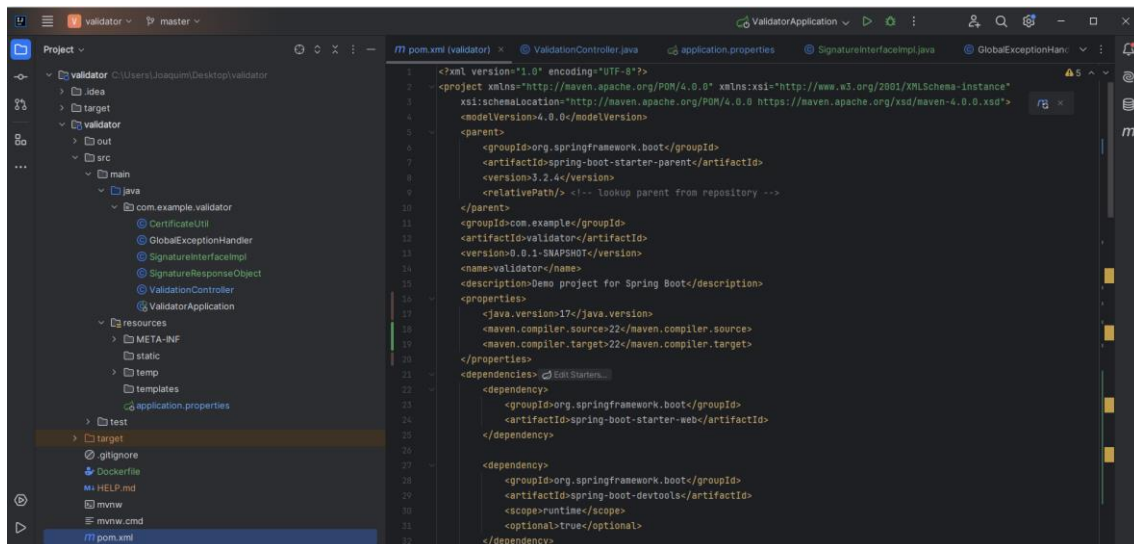 V validator master
ValidatorApplication
Project
validator C:\Users\Joaquim\Desktop\validator
.idea
target
validator
out
src
main
java
com.example.validator
CertificateUtil
GlobalExceptionHandler
SignatureInterfaceImpl
SignatureResponseObject
ValidationController
ValidatorApplication
resources
META-INF
static
temp
templates
application.properties
test
target
.gitignore
Dockerfile
M↓ HELP.md
mvnw
mvnw.cmd
m pom.xml
m pom.xml (validator) ValidationController.java application.properties SignatureInterfaceImpl.java GlobalExceptionHand
5
1 <?xml version="1.0" encoding="UTF-8"?>
2 <project xmlns="http://maven.apache.org/POM/4.0.0" xmlns:xsi="http://www.w3.org/2001/XMLSchema-instance"
3 xsi:schemaLocation="http://maven.apache.org/POM/4.0.0 https://maven.apache.org/xsd/maven-4.0.0.xsd">
4 <modelVersion>4.0.0</modelVersion>
5 <parent>
6 <groupId>org.springframework.boot</groupId>
7 <artifactId>spring-boot-starter-parent</artifactId>
8 <version>3.2.4</version>
9 <relativePath/> <!-- lookup parent from repository -->
10 </parent>
11 <groupId>com.example</groupId>
12 <artifactId>validator</artifactId>
13 <version>0.0.1-SNAPSHOT</version>
14 <name>validator</name>
15 <description>Demo project for Spring Boot</description>
16 <properties>
17 <java.version>17</java.version>
18 <maven.compiler.source>22</maven.compiler.source>
19 <maven.compiler.target>22</maven.compiler.target>
20 </properties>
21 <dependencies> Edit Starters...
22 <dependency>
23 <groupId>org.springframework.boot</groupId>
24 <artifactId>spring-boot-starter-web</artifactId>
25 </dependency>
26
27 <dependency>
28 <groupId>org.springframework.boot</groupId>
29 <artifactId>spring-boot-devtools</artifactId>
30 <scope>runtime</scope>
31 <optional>true</optional>
32 </dependency>
m